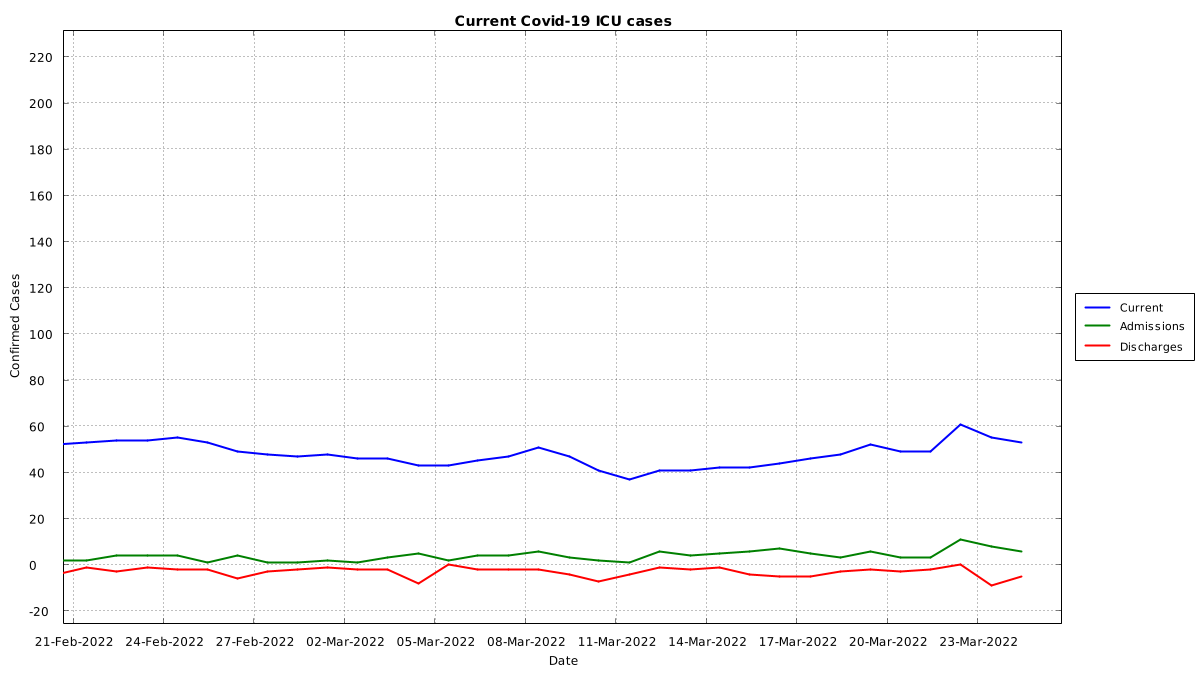 Current Covid-19 ICU cases
220
200
180
160
140
120
100
80
60
40
20
0
-20
Confirmed Cases
21-Feb-2022 24-Feb-2022 27-Feb-2022 02-Mar-2022 05-Mar-2022 08-Mar-2022 11-Mar-2022 14-Mar-2022 17-Mar-2022 20-Mar-2022 23-Mar-2022
Date
Current
Admissions
Discharges